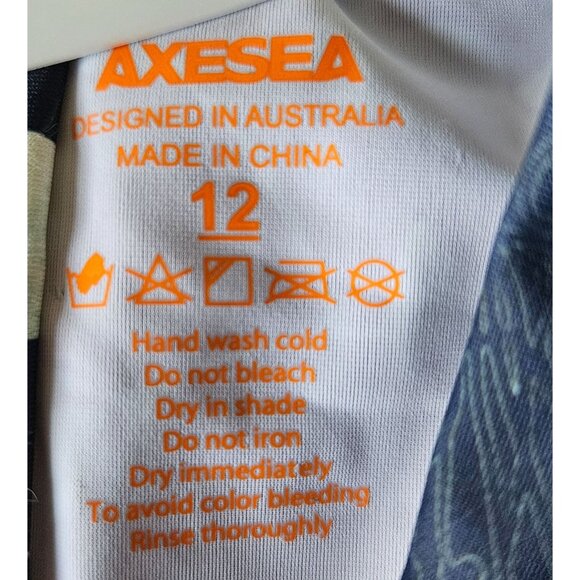 AXESEA
DESIGNED IN AUSTRALIA
MADE IN CHINA
12
Hand wash cold
Do not bleach
Dry in shade
Do not iron
Dry immediately
To avoid color bleeding
Rinse thoroughly